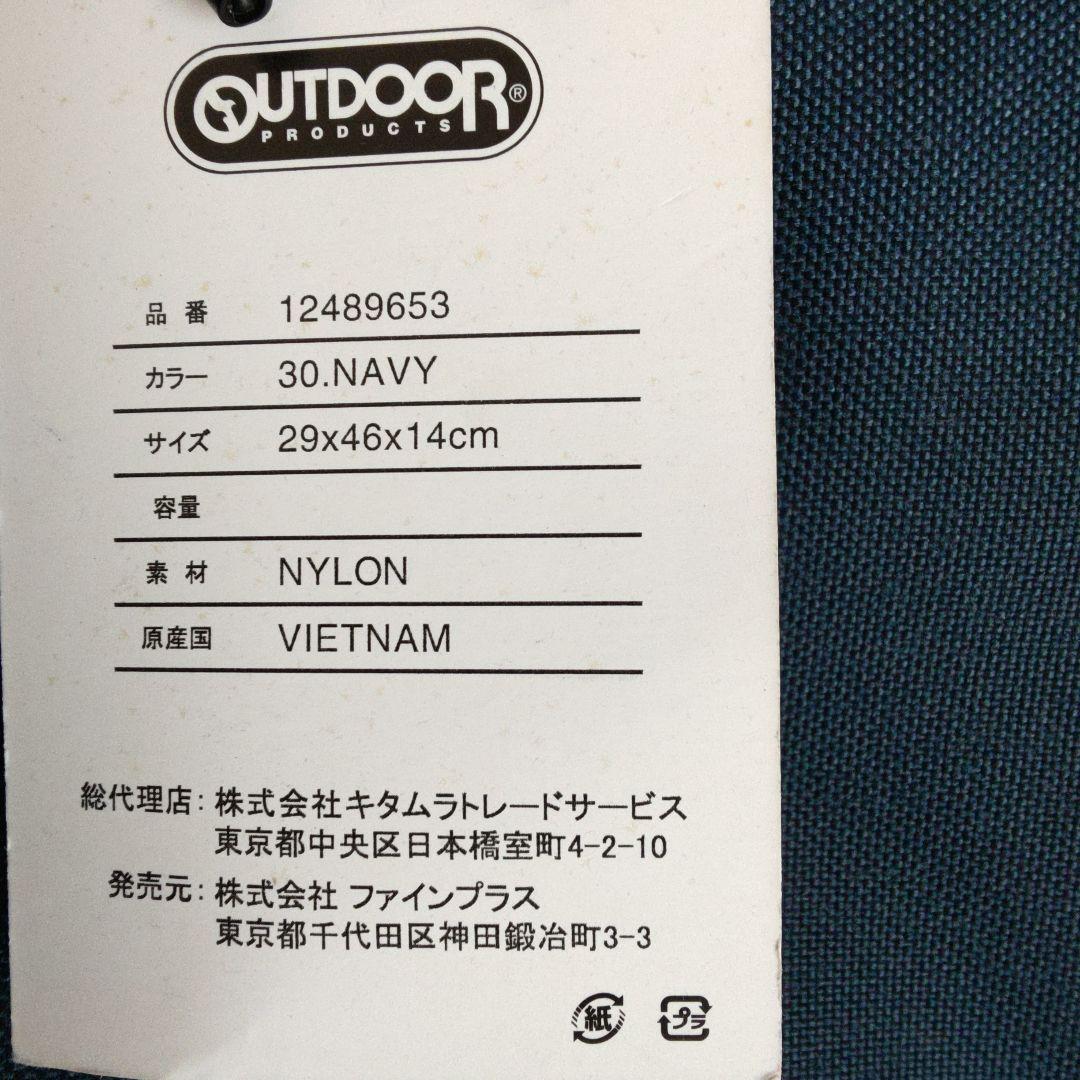 OUTDOOR®
PRODUCTS
品番 12489653
カラー 30.NAVY
サイズ 29x46x14cm
容量
素材 NYLON
原産国 VIETNAM
総代理店: 株式会社キタムラトレードサービス
東京都中央区日本橋室町4-2-10
発売元: 株式会社 ファインプラス
東京都千代田区神田鍛冶町3-3
紙 プラ